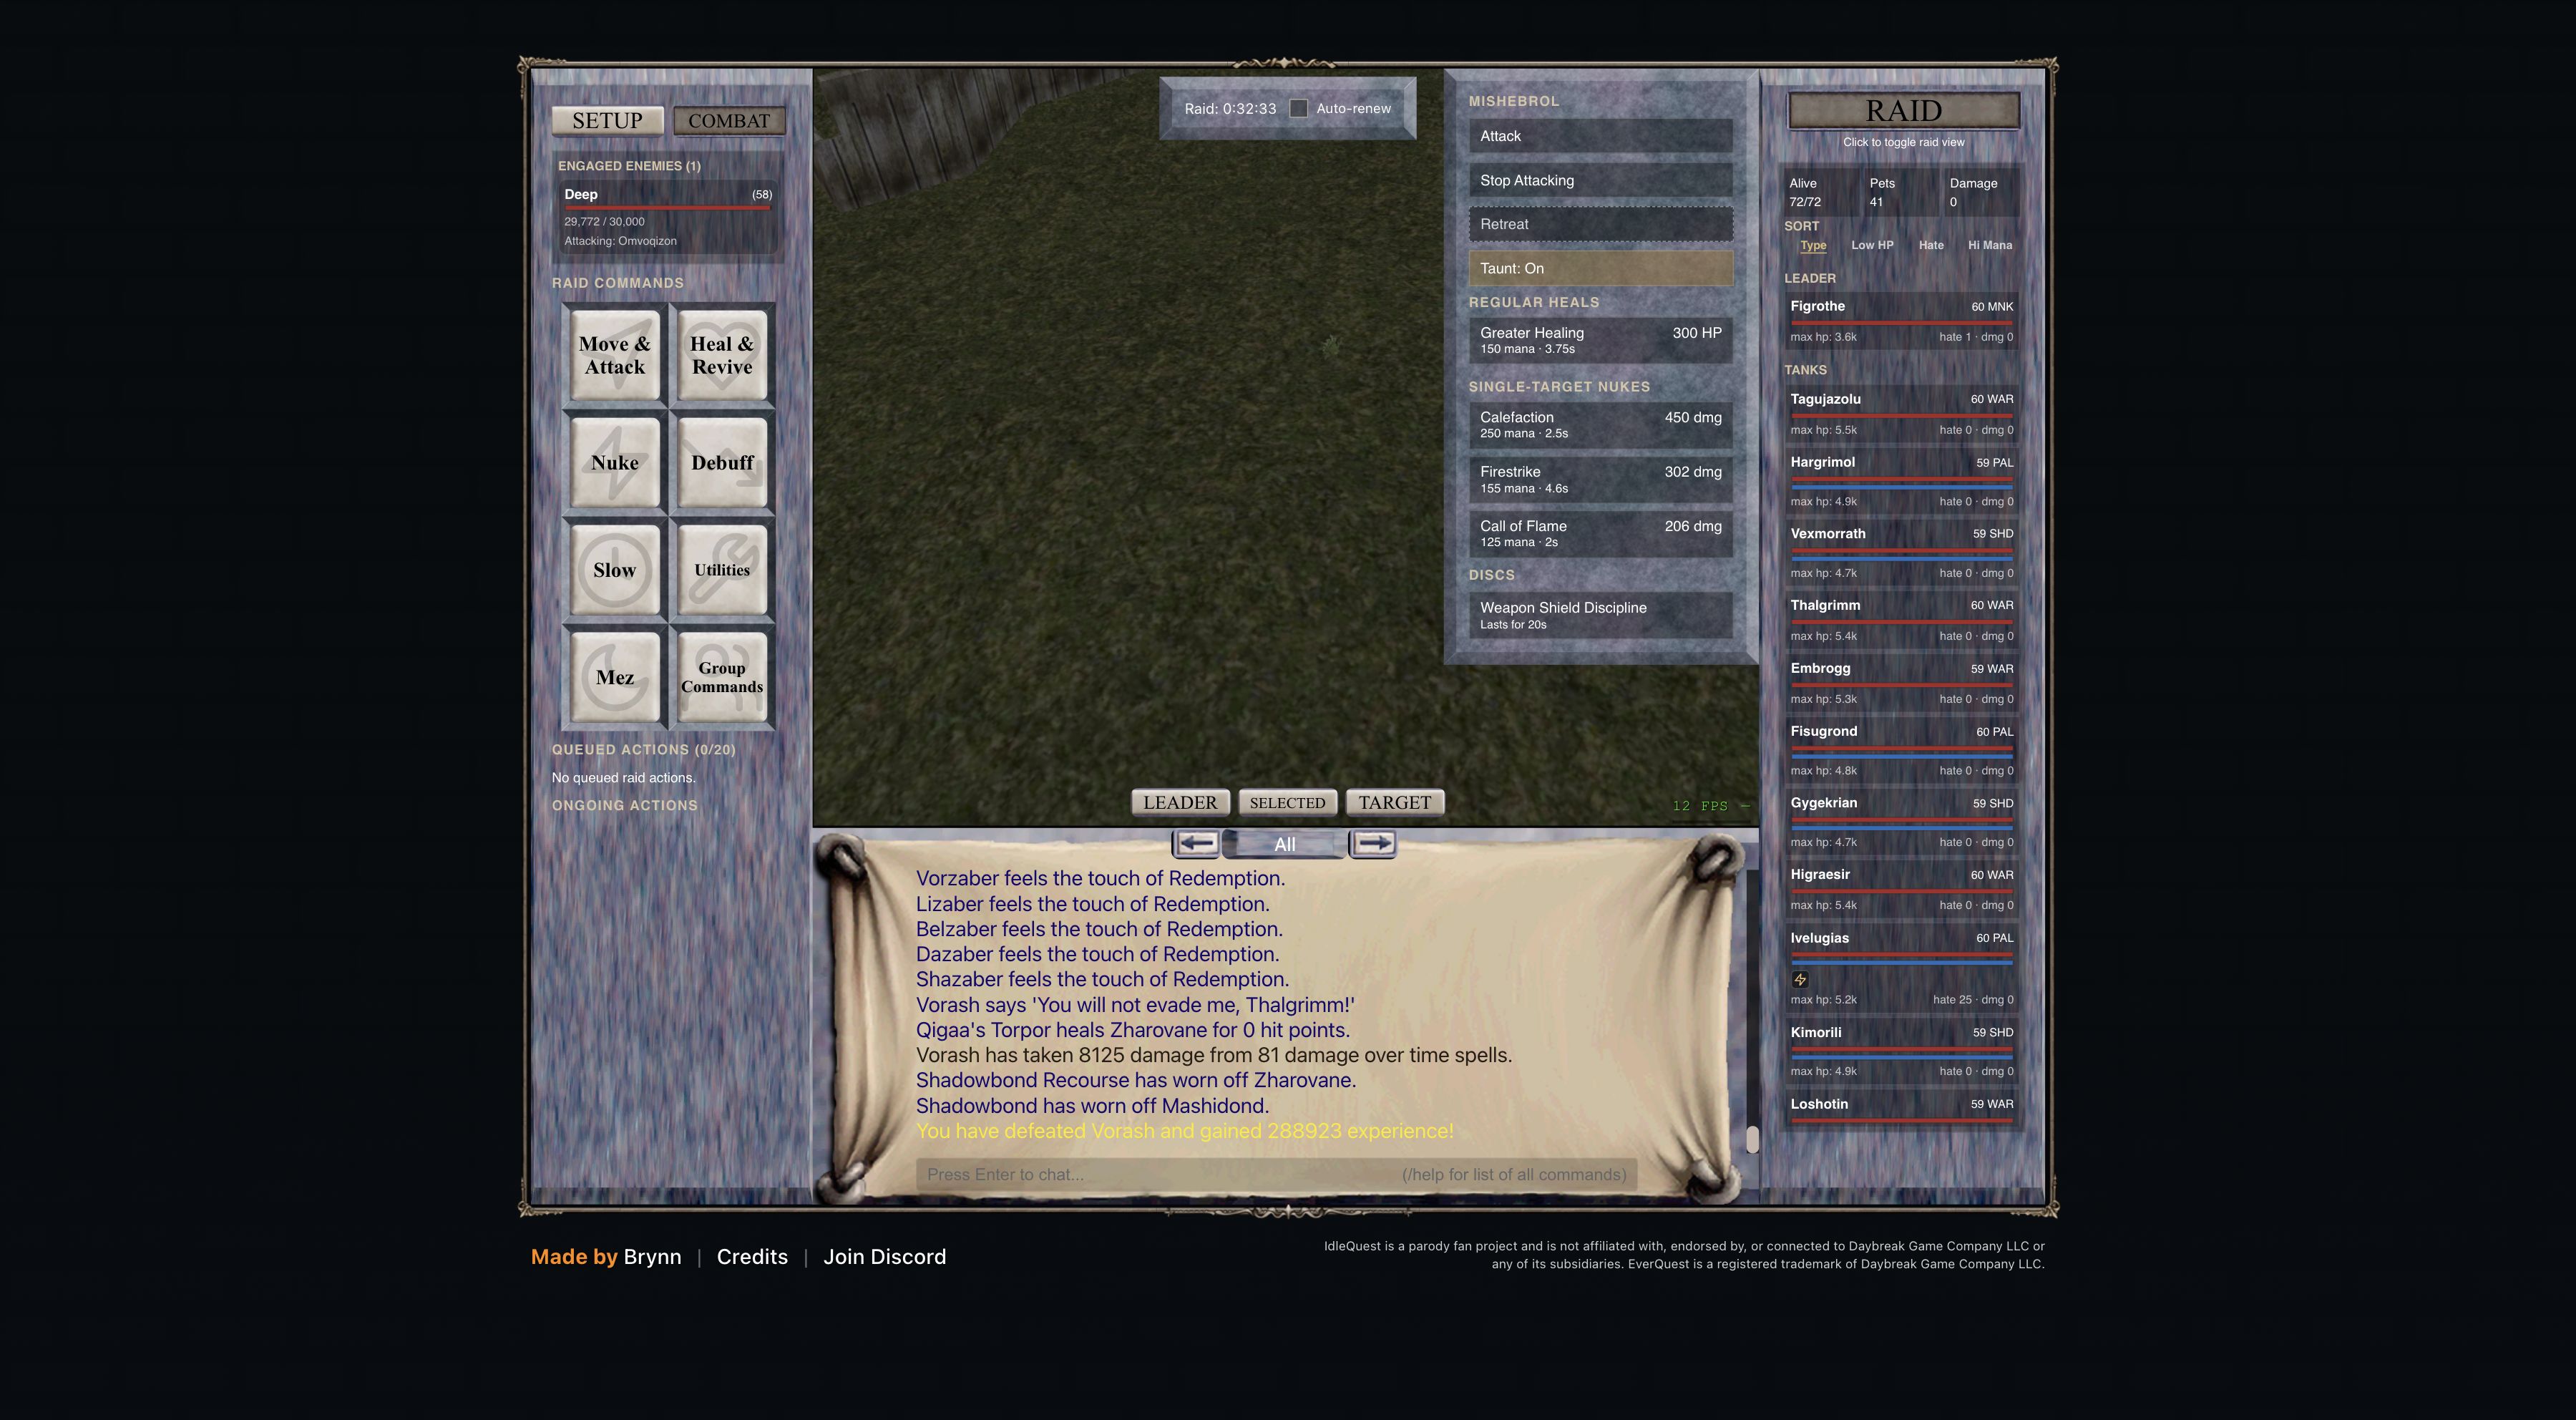 SETUP
COMBAT
ENGAGED ENEMIES (1)
Deep (58)
29,772 / 30,000
Attacking: Omvoqizon
RAID COMMANDS
Move & Attack
Heal & Revive
Nuke
Debuff
Slow
Utilities
Mez
Group Commands
QUEUED ACTIONS (0/20)
No queued raid actions.
ONGOING ACTIONS
Raid: 0:32:33 Auto-renew
MISHEBROL
Attack
Stop Attacking
Retreat
Taunt: On
REGULAR HEALS
Greater Healing 300 HP
150 mana · 3.75s
SINGLE-TARGET NUKES
Calefaction 450 dmg
250 mana · 2.5s
Firestrike 302 dmg
155 mana · 4.6s
Call of Flame 206 dmg
125 mana · 2s
DISCS
Weapon Shield Discipline
Lasts for 20s
LEADER SELECTED TARGET
12 FPS
All
Vorzaber feels the touch of Redemption.
Lizaber feels the touch of Redemption.
Belzaber feels the touch of Redemption.
Dazaber feels the touch of Redemption.
Shazaber feels the touch of Redemption.
Vorash says 'You will not evade me, Thalgrimm!'
Qigaa's Torpor heals Zharovane for 0 hit points.
Vorash has taken 8125 damage from 81 damage over time spells.
Shadowbond Recourse has worn off Zharovane.
Shadowbond has worn off Mashidond.
You have defeated Vorash and gained 288923 experience!
Press Enter to chat... (/help for list of all commands)
RAID
Click to toggle raid view
Alive Pets Damage
72/72 41 0
SORT
Type Low HP Hate Hi Mana
LEADER
Figrothe 60 MNK
max hp: 3.6k hate 1 · dmg 0
TANKS
Tagujazolu 60 WAR
max hp: 5.5k hate 0 · dmg 0
Hargrimol 59 PAL
max hp: 4.9k hate 0 · dmg 0
Vexmorrath 59 SHD
max hp: 4.7k hate 0 · dmg 0
Thalgrimm 60 WAR
max hp: 5.4k hate 0 · dmg 0
Embrogg 59 WAR
max hp: 5.3k hate 0 · dmg 0
Fisugrond 60 PAL
max hp: 4.8k hate 0 · dmg 0
Gygekrian 59 SHD
max hp: 4.7k hate 0 · dmg 0
Higraesir 60 WAR
max hp: 5.4k hate 0 · dmg 0
Ivelugias 60 PAL
max hp: 5.2k hate 25 · dmg 0
Kimorili 59 SHD
max hp: 4.9k hate 0 · dmg 0
Loshotin 59 WAR
Made by Brynn | Credits | Join Discord
IdleQuest is a parody fan project and is not affiliated with, endorsed by, or connected to Daybreak Game Company LLC or
any of its subsidiaries. EverQuest is a registered trademark of Daybreak Game Company LLC.